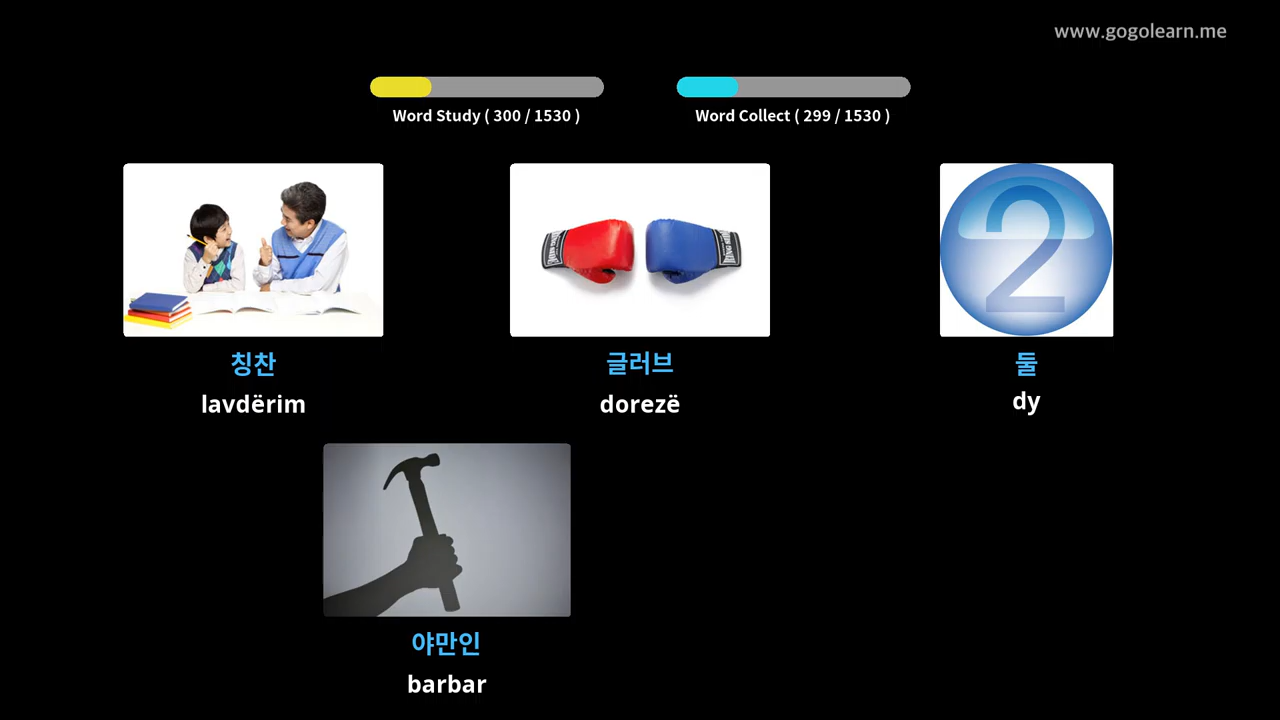 www.gogolearn.me
Word Study ( 300 / 1530 )
Word Collect ( 299 / 1530 )
2
칭찬
lavdërim
글러브
dorezë
둘
dy
야만인
barbar